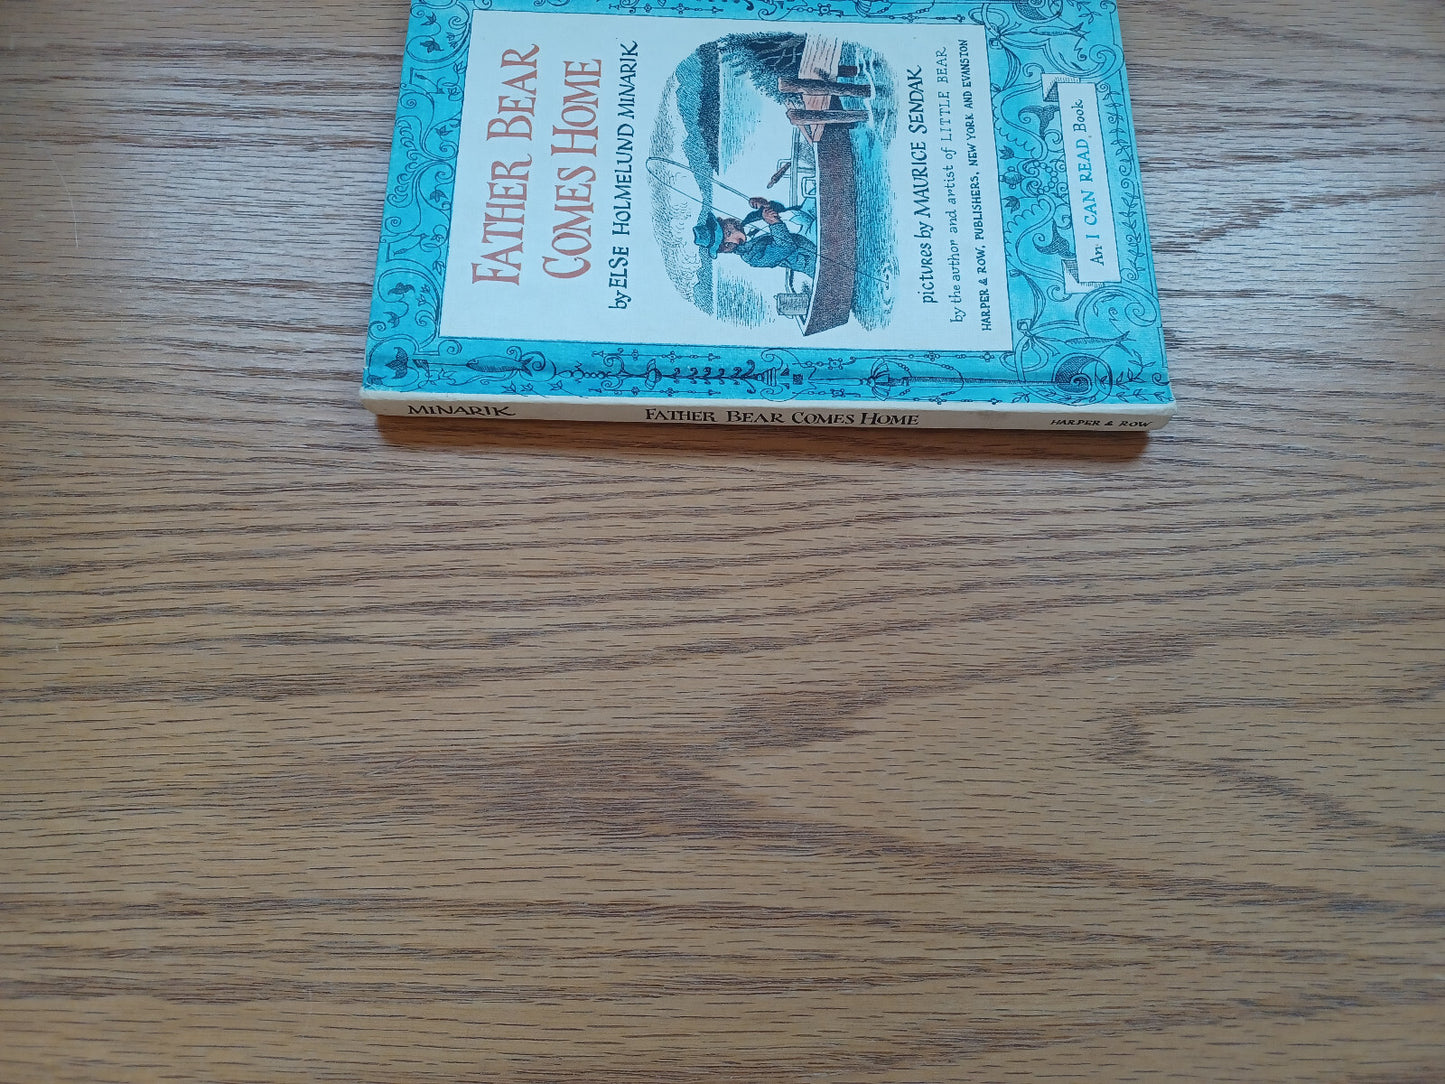 FATHER BEAR
COMES HOME
by ELSE HOLMELUND MINARIK
pictures by MAURICE SENDAK
by the author and artist of LITTLE BEAR
HARPER & ROW, PUBLISHERS, NEW YORK AND EVANSTON
An I CAN READ Book
MINARIK FATHER BEAR COMES HOME HARPER & ROW